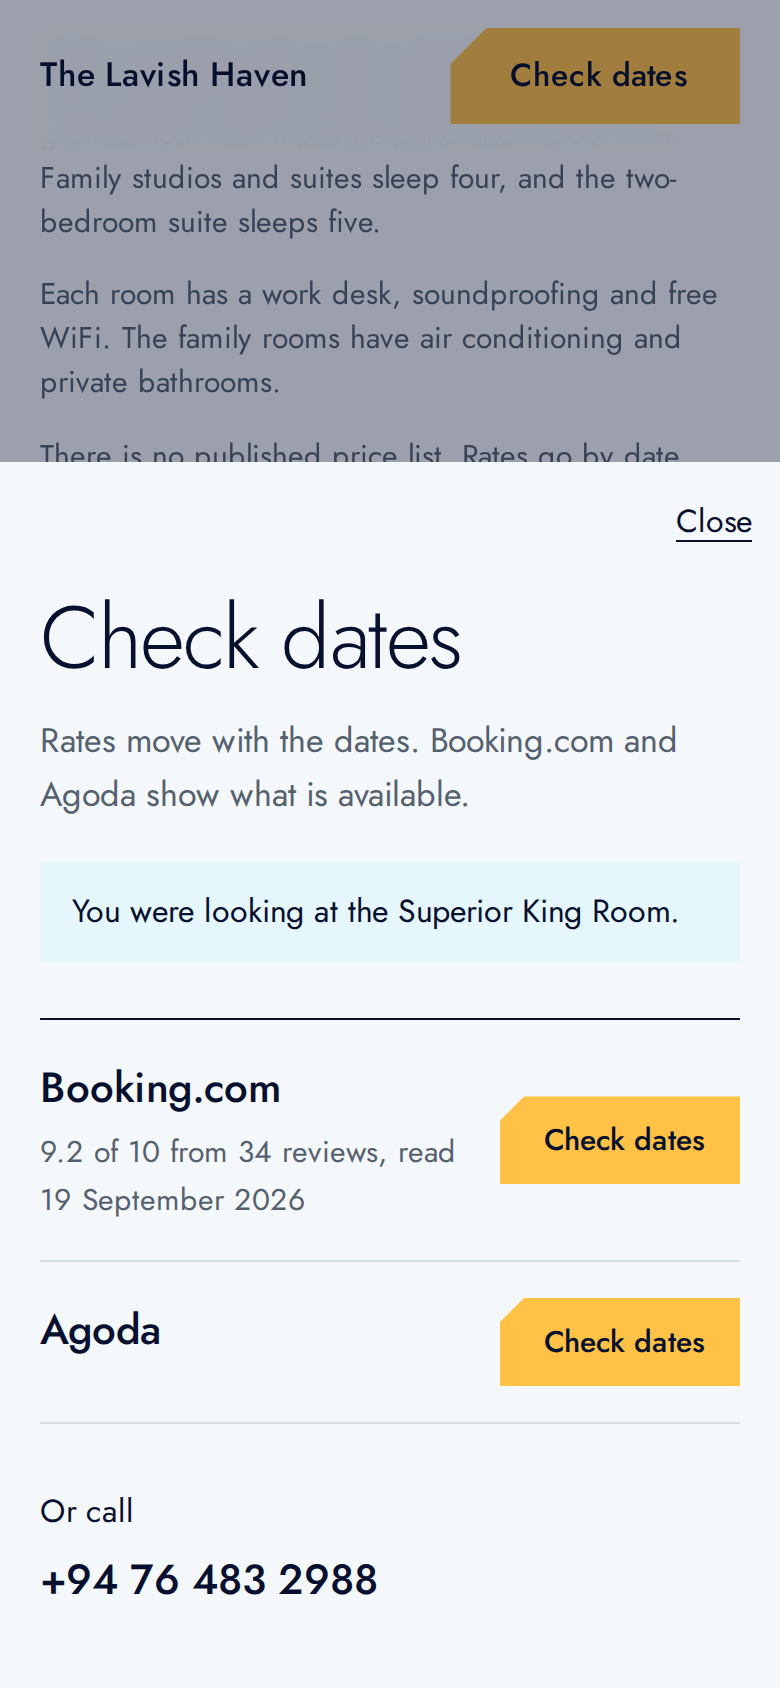 The Lavish Haven
Check dates
Family studios and suites sleep four, and the two-
bedroom suite sleeps five.
Each room has a work desk, soundproofing and free
WiFi. The family rooms have air conditioning and
private bathrooms.
There is no published price list. Rates go by date
Close
Check dates
Rates move with the dates. Booking.com and
Agoda show what is available.
You were looking at the Superior King Room.
Booking.com
9.2 of 10 from 34 reviews, read
19 September 2026
Check dates
Agoda
Check dates
Or call
+94 76 483 2988